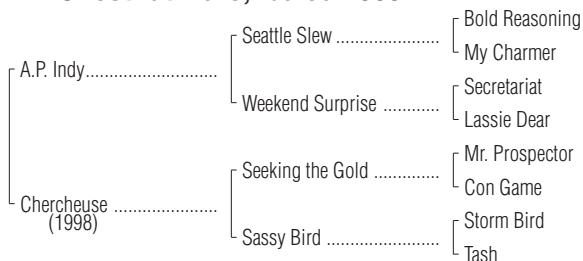 Seattle Slew
Bold Reasoning
My Charmer
A.P. Indy
Weekend Surprise
Secretariat
Lassie Dear
Seeking the Gold
Mr. Prospector
Con Game
Chercheuse
(1998)
Sassy Bird
Storm Bird
Tash